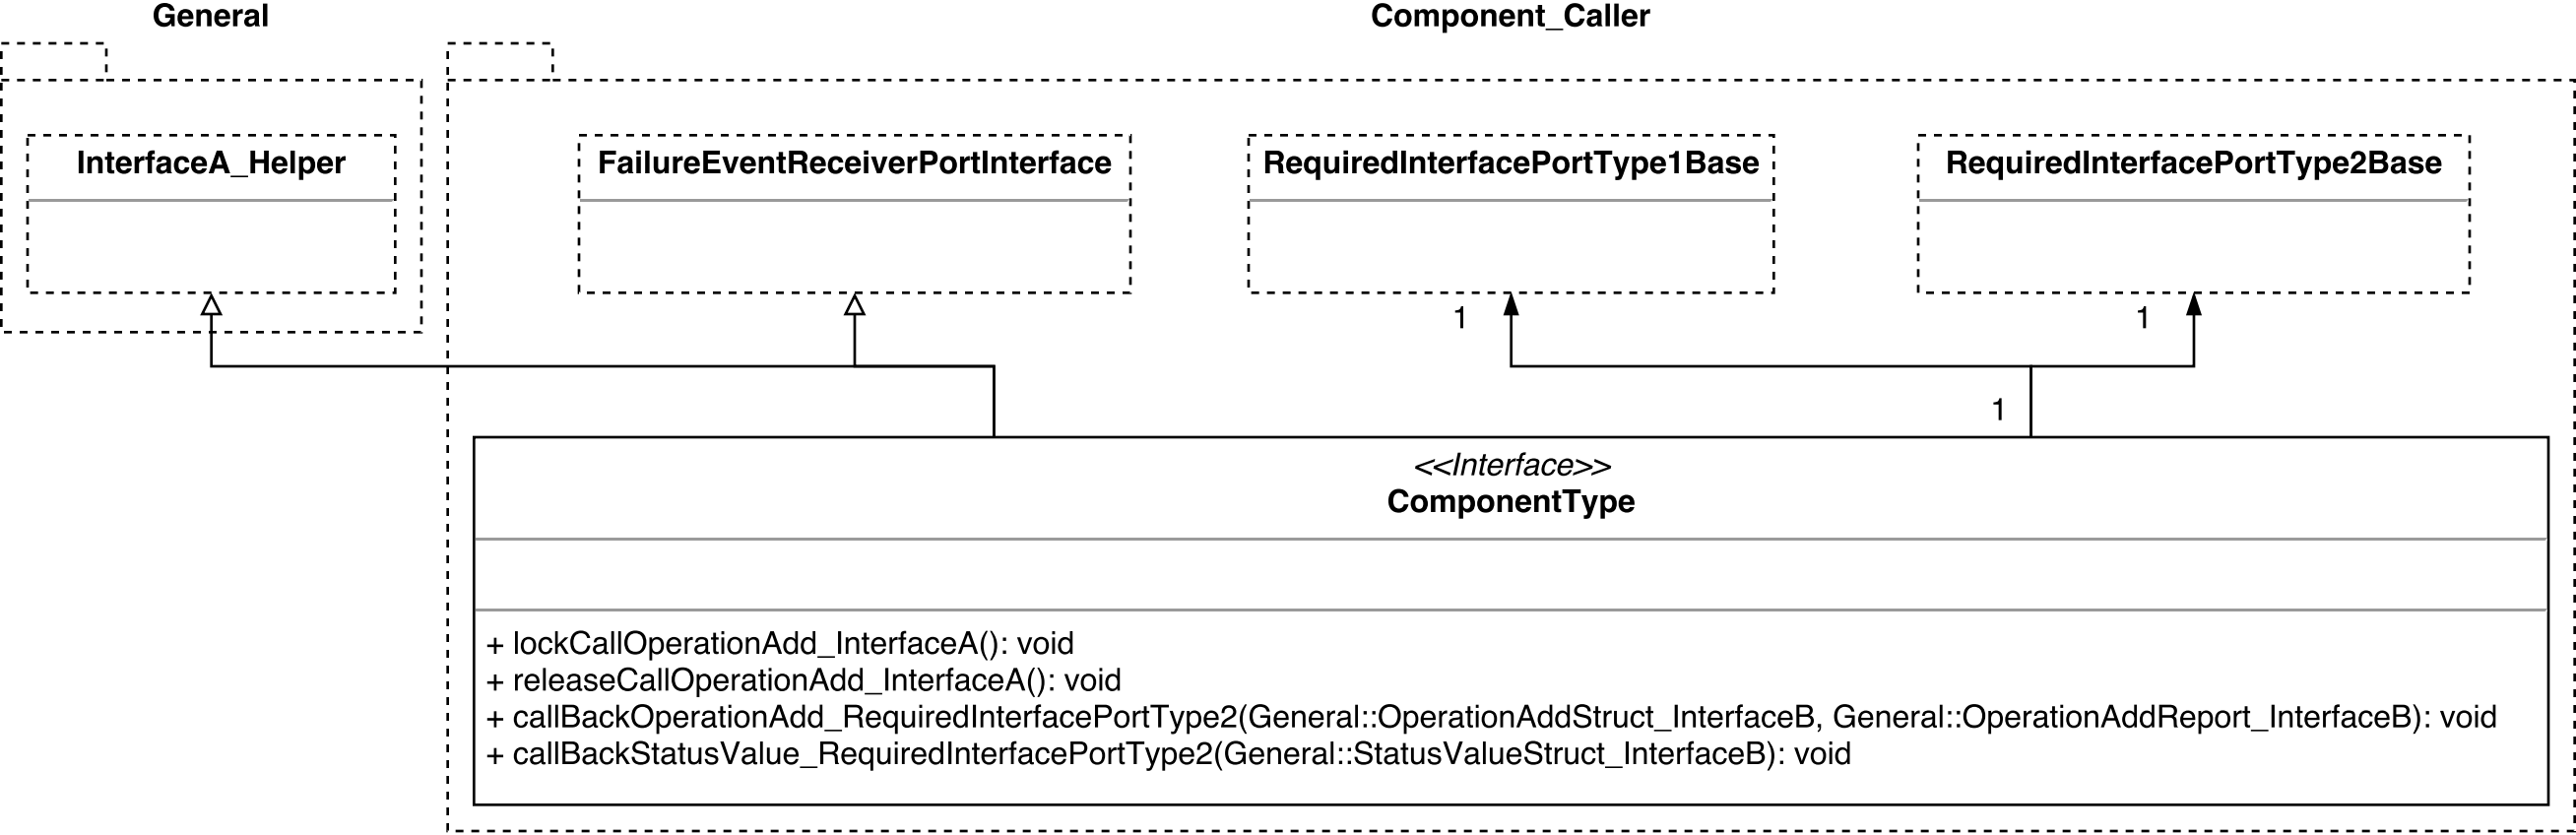 General
Component_Caller
InterfaceA_Helper
FailureEventReceiverPortInterface
RequiredInterfacePortType1Base
RequiredInterfacePortType2Base
1
1
1
<<Interface>>
ComponentType
+ lockCallOperationAdd_InterfaceA(): void
+ releaseCallOperationAdd_InterfaceA(): void
+ callBackOperationAdd_RequiredInterfacePortType2(General::OperationAddStruct_InterfaceB, General::OperationAddReport_InterfaceB): void
+ callBackStatusValue_RequiredInterfacePortType2(General::StatusValueStruct_InterfaceB): void